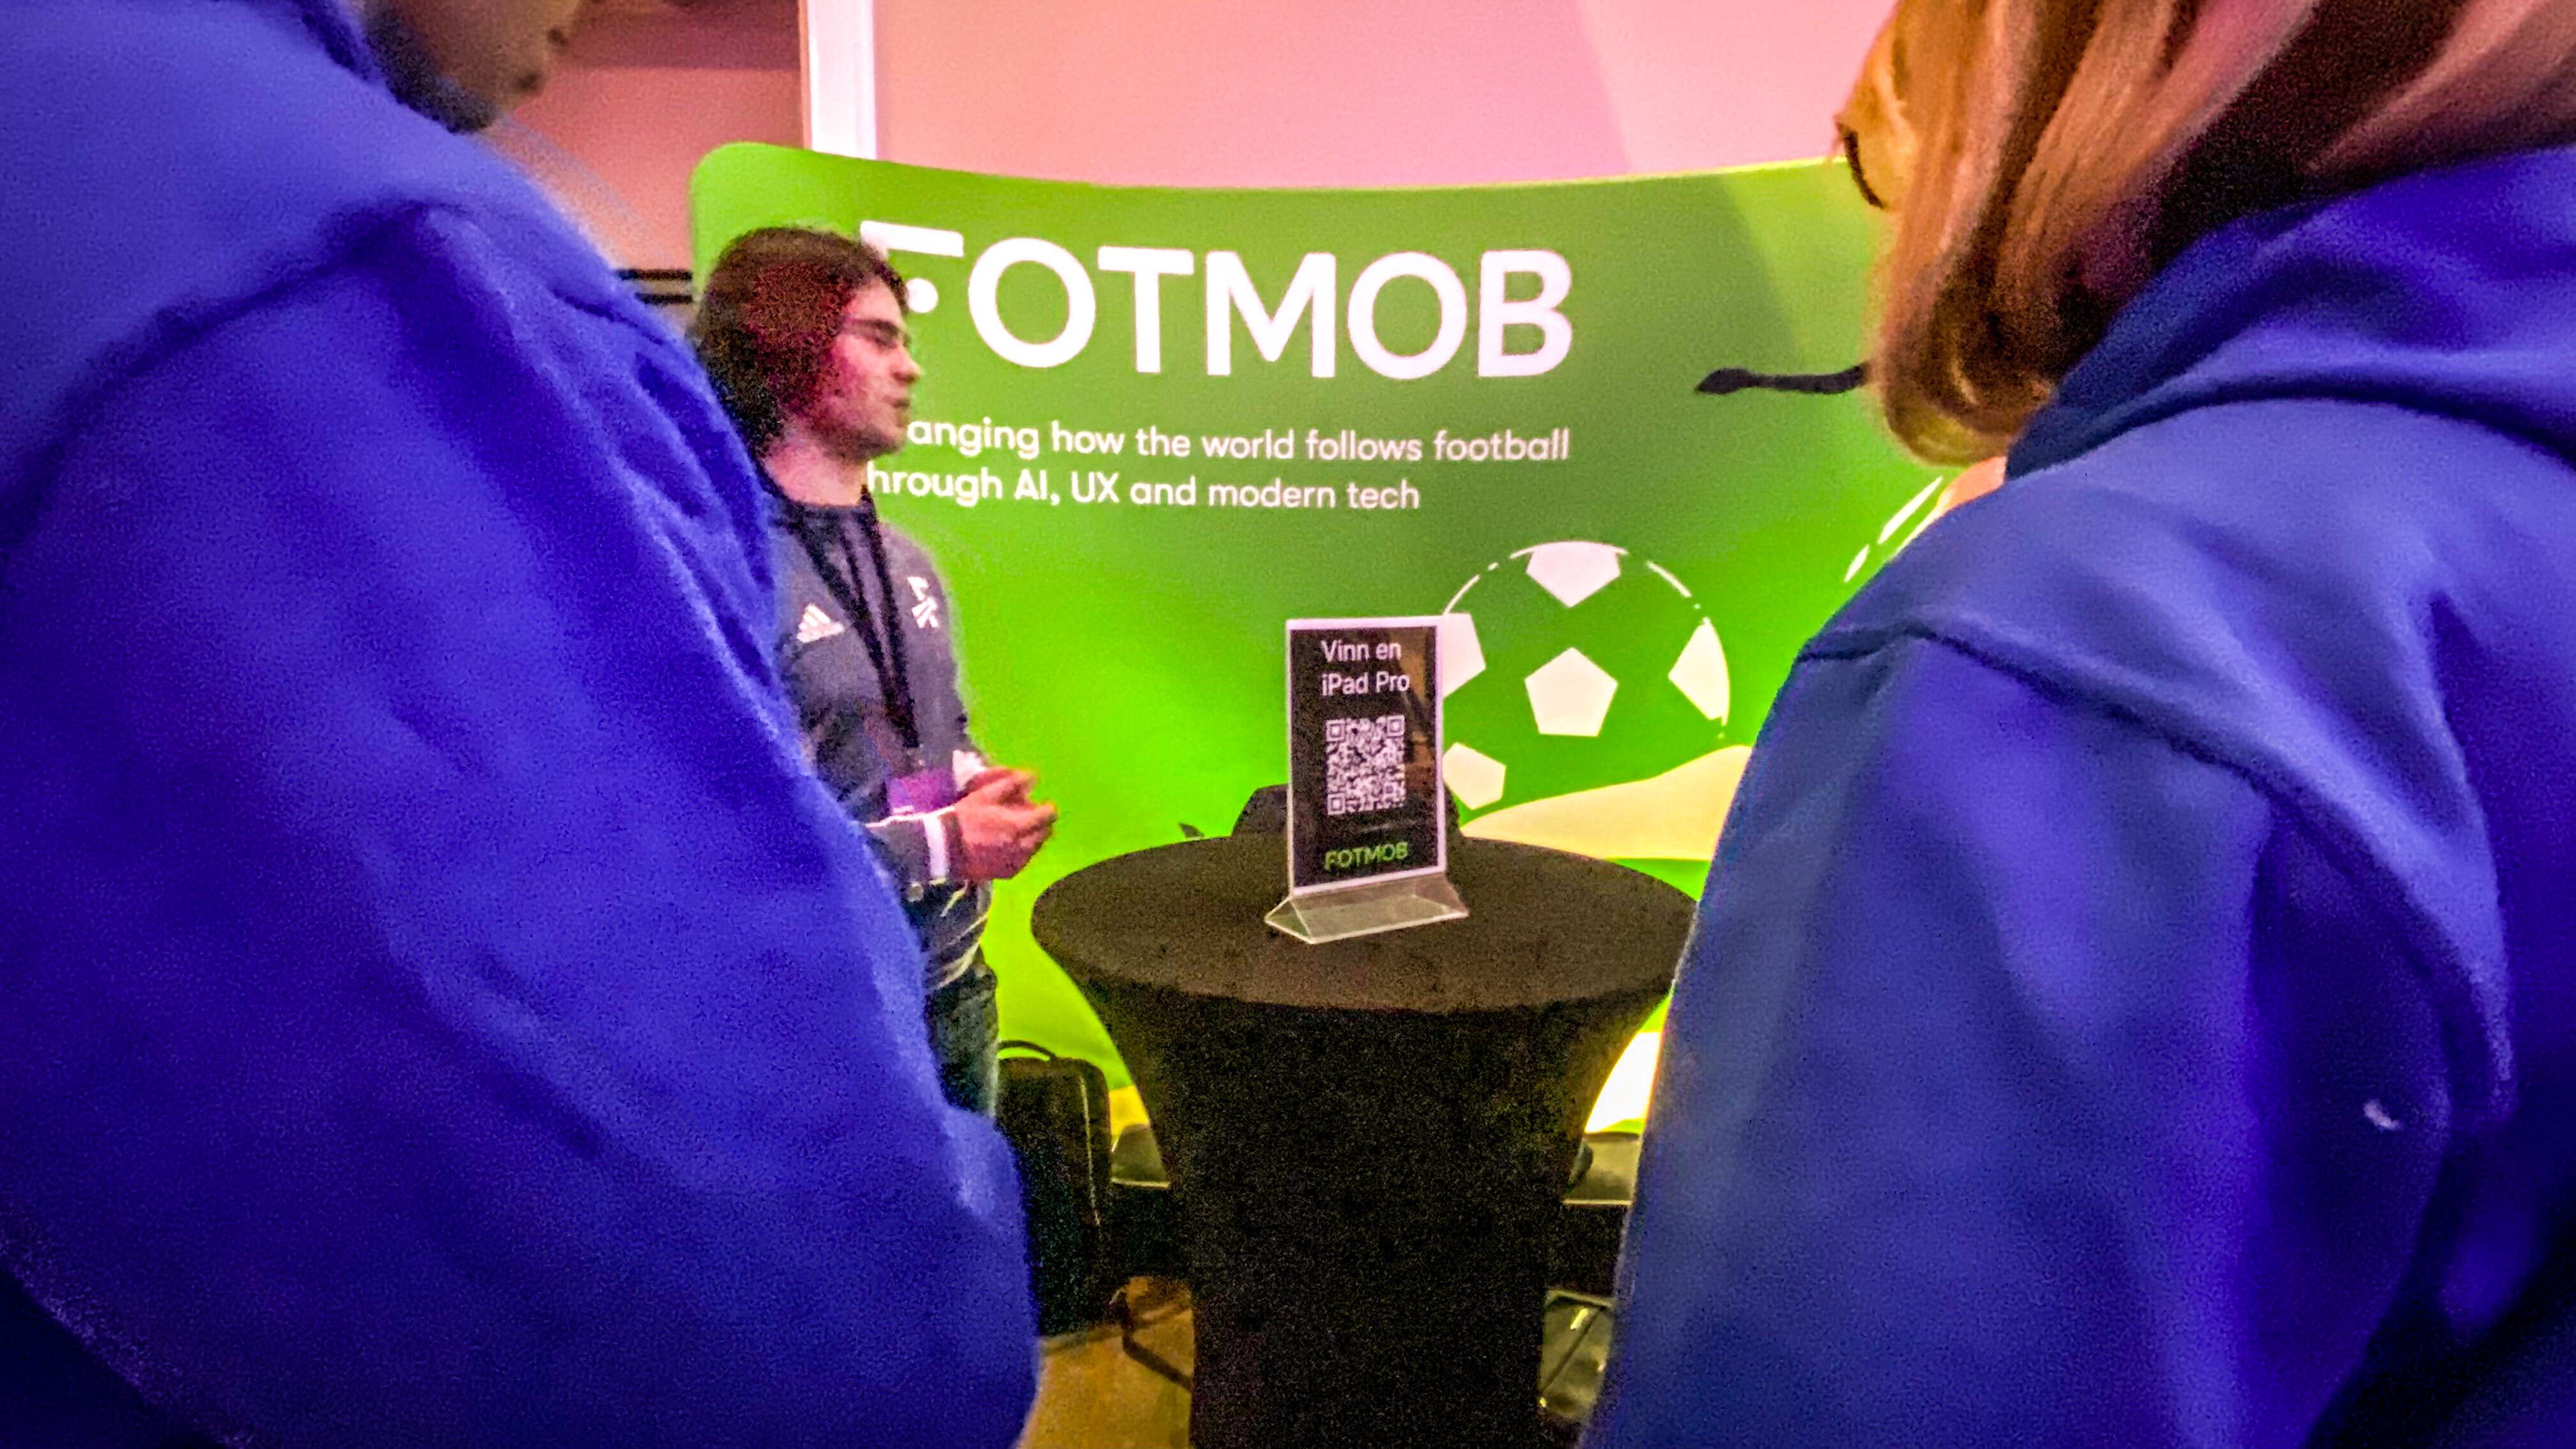 FOTMOB
anging how the world follows football
hrough AI, UX and modern tech
Vinn en
iPad Pro
FOTMOB